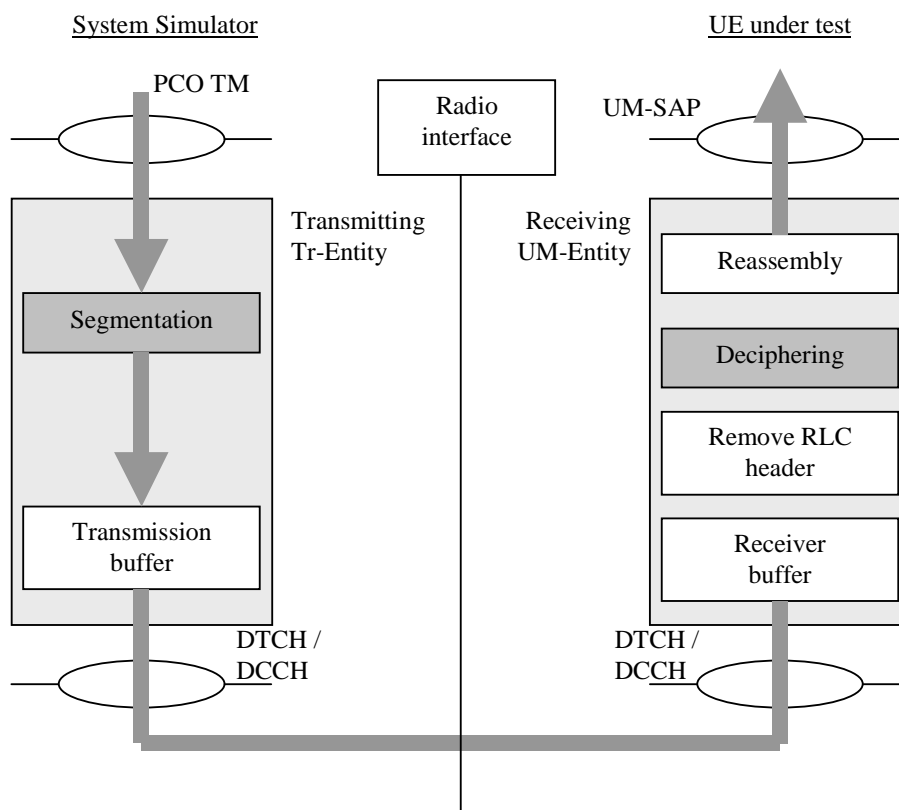 System Simulator
UE under test
PCO TM
Radio
interface
UM-SAP
Transmitting
Tr-Entity
Receiving
UM-Entity
Segmentation
Transmission
buffer
Reassembly
Deciphering
Remove RLC
header
Receiver
buffer
DTCH /
DCCH
DTCH /
DCCH